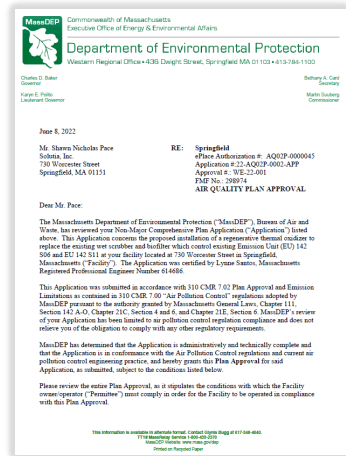 MassDEP
Commonwealth of Massachusetts
Executive Office of Energy & Environmental Affairs
Department of Environmental Protection
Western Regional Office • 436 Dwight Street, Springfield MA 01103 • 413-784-1100
Charles D. Baker
Governor
Karyn E. Polito
Lieutenant Governor
Bethany A. Card
Secretary
Martin Suuberg
Commissioner
June 8, 2022
Mr. Shawn Nicholas Pace
Solutia, Inc.
730 Worcester Street
Springfield, MA 01151
RE: Springfield
ePlace Authorization #: AQ02P-0000045
Application #:22-AQ02P-0002-APP
Approval #.: WE-22-001
FMF No.: 298974
AIR QUALITY PLAN APPROVAL
Dear Mr. Pace:
The Massachusetts Department of Environmental Protection (“MassDEP”), Bureau of Air and
Waste, has reviewed your Non-Major Comprehensive Plan Application (“Application”) listed
above. This Application concerns the proposed installation of a regenerative thermal oxidizer to
replace the existing wet scrubber and biofilter which control existing Emission Unit (EU) 142
S06 and EU 142 S11 at your facility located at 730 Worcester Street in Springfield,
Massachusetts (“Facility”). The Application was certified by Lynne Santos, Massachusetts
Registered Professional Engineer Number 614686.
This Application was submitted in accordance with 310 CMR 7.02 Plan Approval and Emission
Limitations as contained in 310 CMR 7.00 “Air Pollution Control” regulations adopted by
MassDEP pursuant to the authority granted by Massachusetts General Laws, Chapter 111,
Section 142 A-O, Chapter 21C, Section 4 and 6, and Chapter 21E, Section 6. MassDEP’s review
of your Application has been limited to air pollution control regulation compliance and does not
relieve you of the obligation to comply with any other regulatory requirements.
MassDEP has determined that the Application is administratively and technically complete and
that the Application is in conformance with the Air Pollution Control regulations and current air
pollution control engineering practice, and hereby grants this Plan Approval for said
Application, as submitted, subject to the conditions listed below.
Please review the entire Plan Approval, as it stipulates the conditions with which the Facility
owner/operator (“Permittee”) must comply in order for the Facility to be operated in compliance
with this Plan Approval.
This information is available in alternate format. Contact Glynis Bugg at 617-348-4040.
TTY# MassRelay Service 1-800-439-2370
MassDEP Website: www.mass.gov/dep
Printed on Recycled Paper